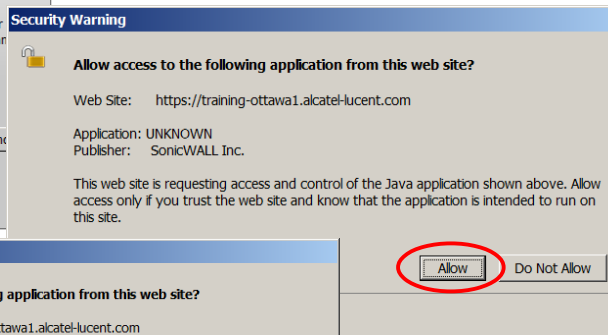 Security Warning
Allow access to the following application from this web site?
Web Site: https://training-ottawa1.alcatel-lucent.com
Application: UNKNOWN
Publisher: SonicWALL Inc.
This web site is requesting access and control of the Java application shown above. Allow
access only if you trust the web site and know that the application is intended to run on
this site.
Allow Do Not Allow
application from this web site?
tawa1.alcatel-lucent.com